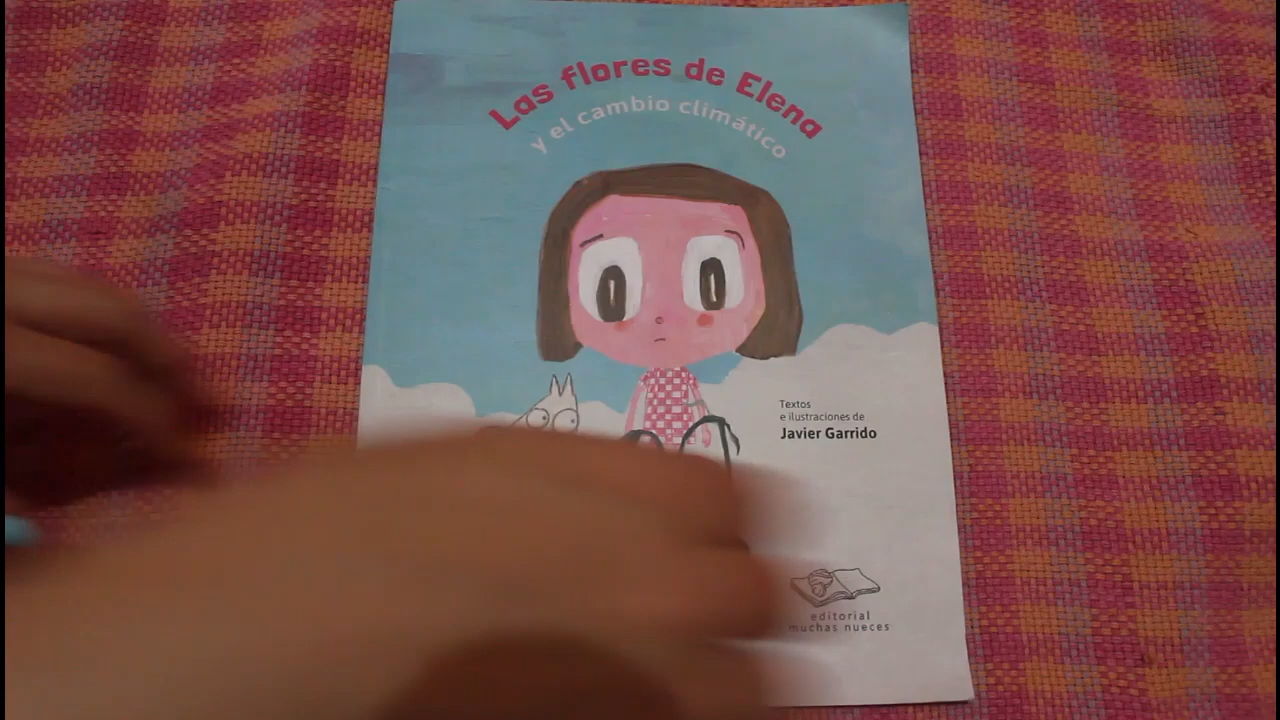 Las flores de Elena
y el cambio climático
Textos
e ilustraciones de
Javier Garrido
editorial
muchas nueces